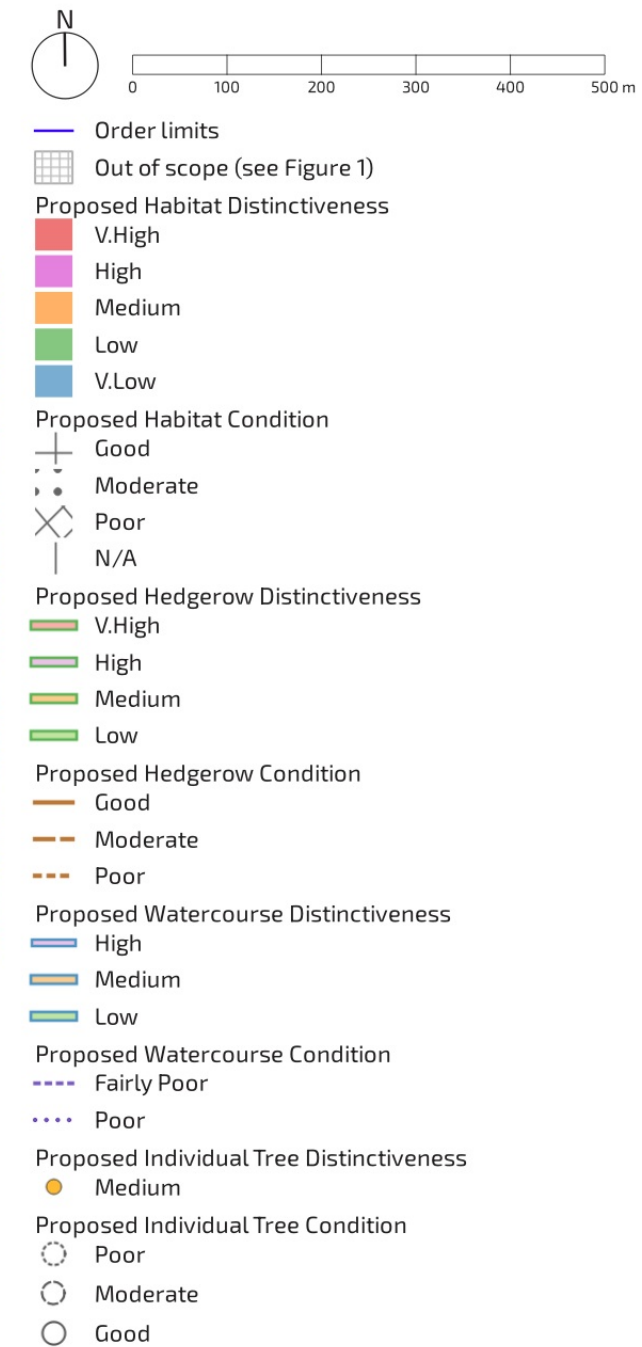 N
0 100 200 300 400 500 m
Order limits
Out of scope (see Figure 1)
Proposed Habitat Distinctiveness
V.High
High
Medium
Low
V.Low
Proposed Habitat Condition
Good
Moderate
Poor
N/A
Proposed Hedgerow Distinctiveness
V.High
High
Medium
Low
Proposed Hedgerow Condition
Good
Moderate
Poor
Proposed Watercourse Distinctiveness
High
Medium
Low
Proposed Watercourse Condition
Fairly Poor
Poor
Proposed Individual Tree Distinctiveness
Medium
Proposed Individual Tree Condition
Poor
Moderate
Good